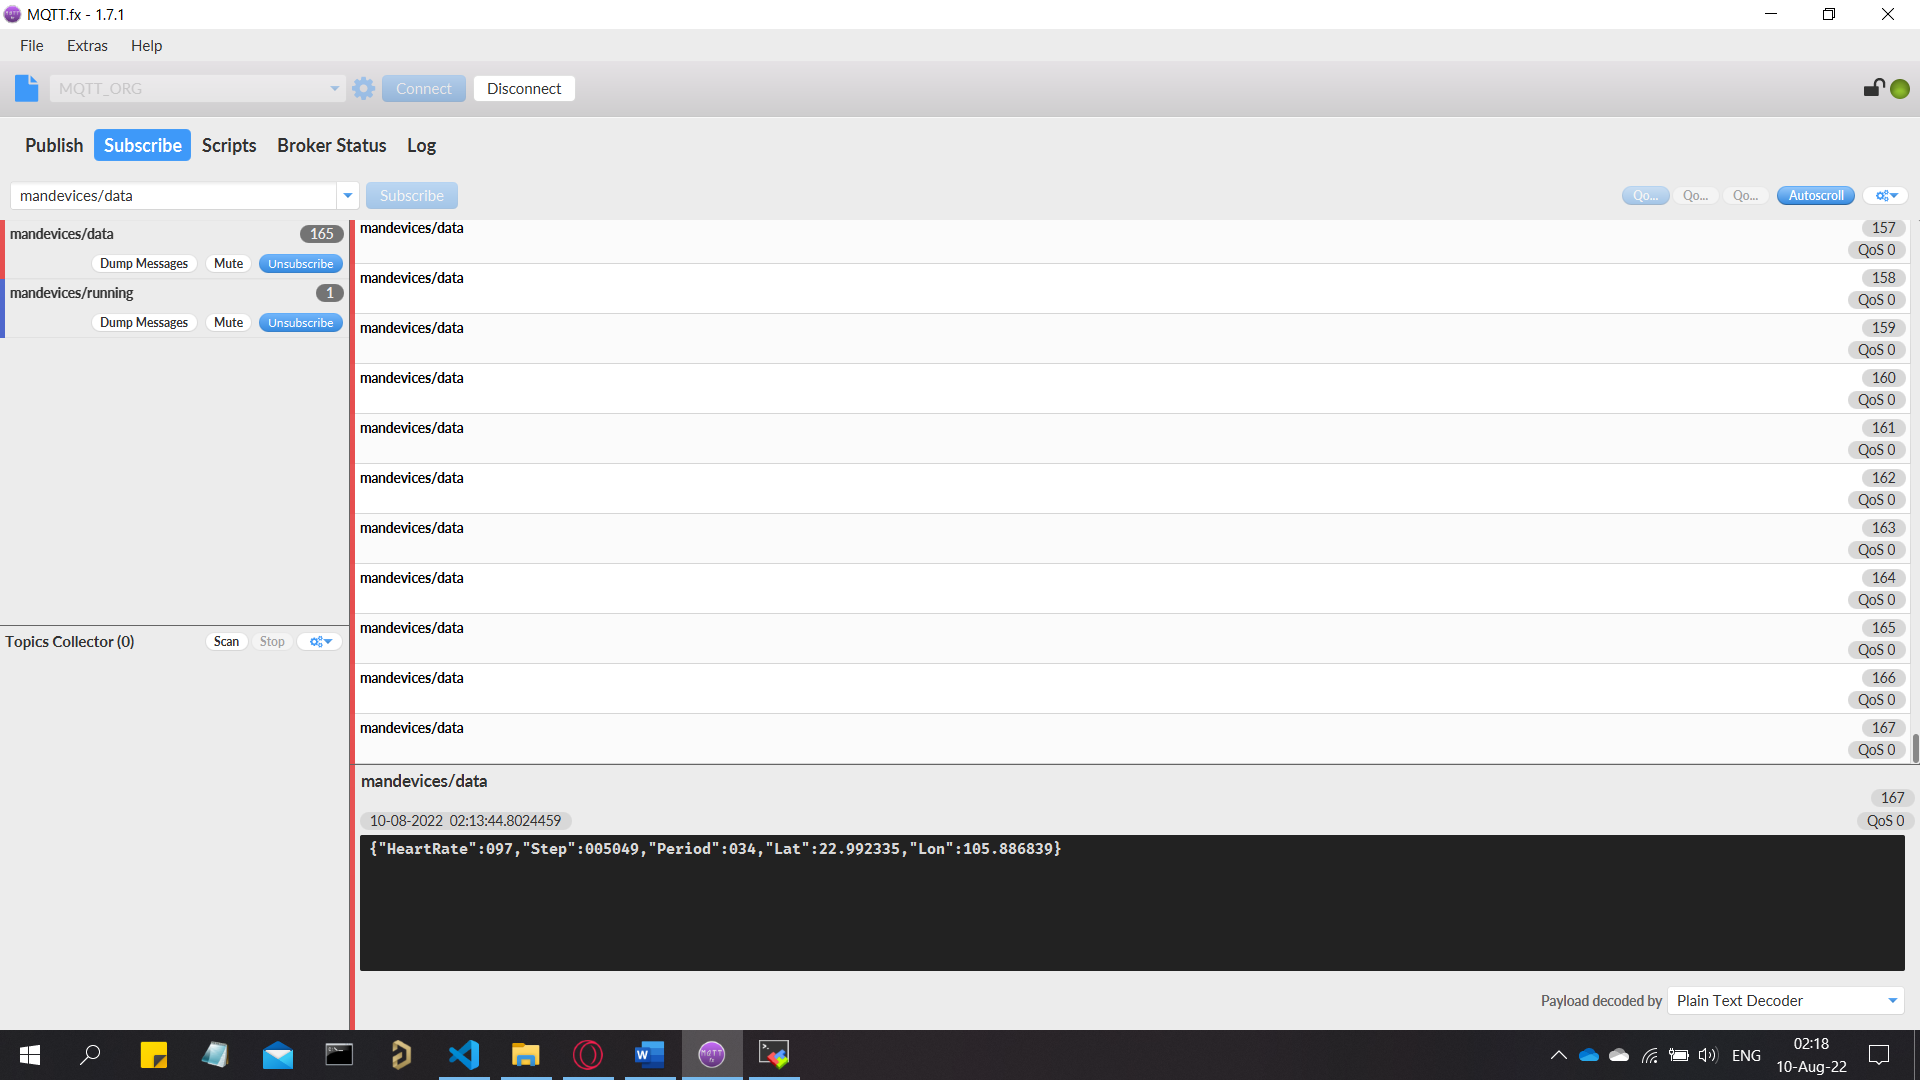 MQTT.fx - 1.7.1
File Extras Help
MQTT_ORG Connect Disconnect
Publish Subscribe Scripts Broker Status Log
mandevices/data Subscribe Qo... Qo... Qo... Autoscroll
mandevices/data 165
Dump Messages Mute Unsubscribe
mandevices/running 1
Dump Messages Mute Unsubscribe
Topics Collector (0) Scan Stop
mandevices/data 157
QoS 0
mandevices/data 158
QoS 0
mandevices/data 159
QoS 0
mandevices/data 160
QoS 0
mandevices/data 161
QoS 0
mandevices/data 162
QoS 0
mandevices/data 163
QoS 0
mandevices/data 164
QoS 0
mandevices/data 165
QoS 0
mandevices/data 166
QoS 0
mandevices/data 167
QoS 0
mandevices/data
167
10-08-2022 02:13:44.8024459 QoS 0
{"HeartRate":097,"Step":005049,"Period":034,"Lat":22.992335,"Lon":105.886839}
Payload decoded by Plain Text Decoder
ENG
02:18
10-Aug-22